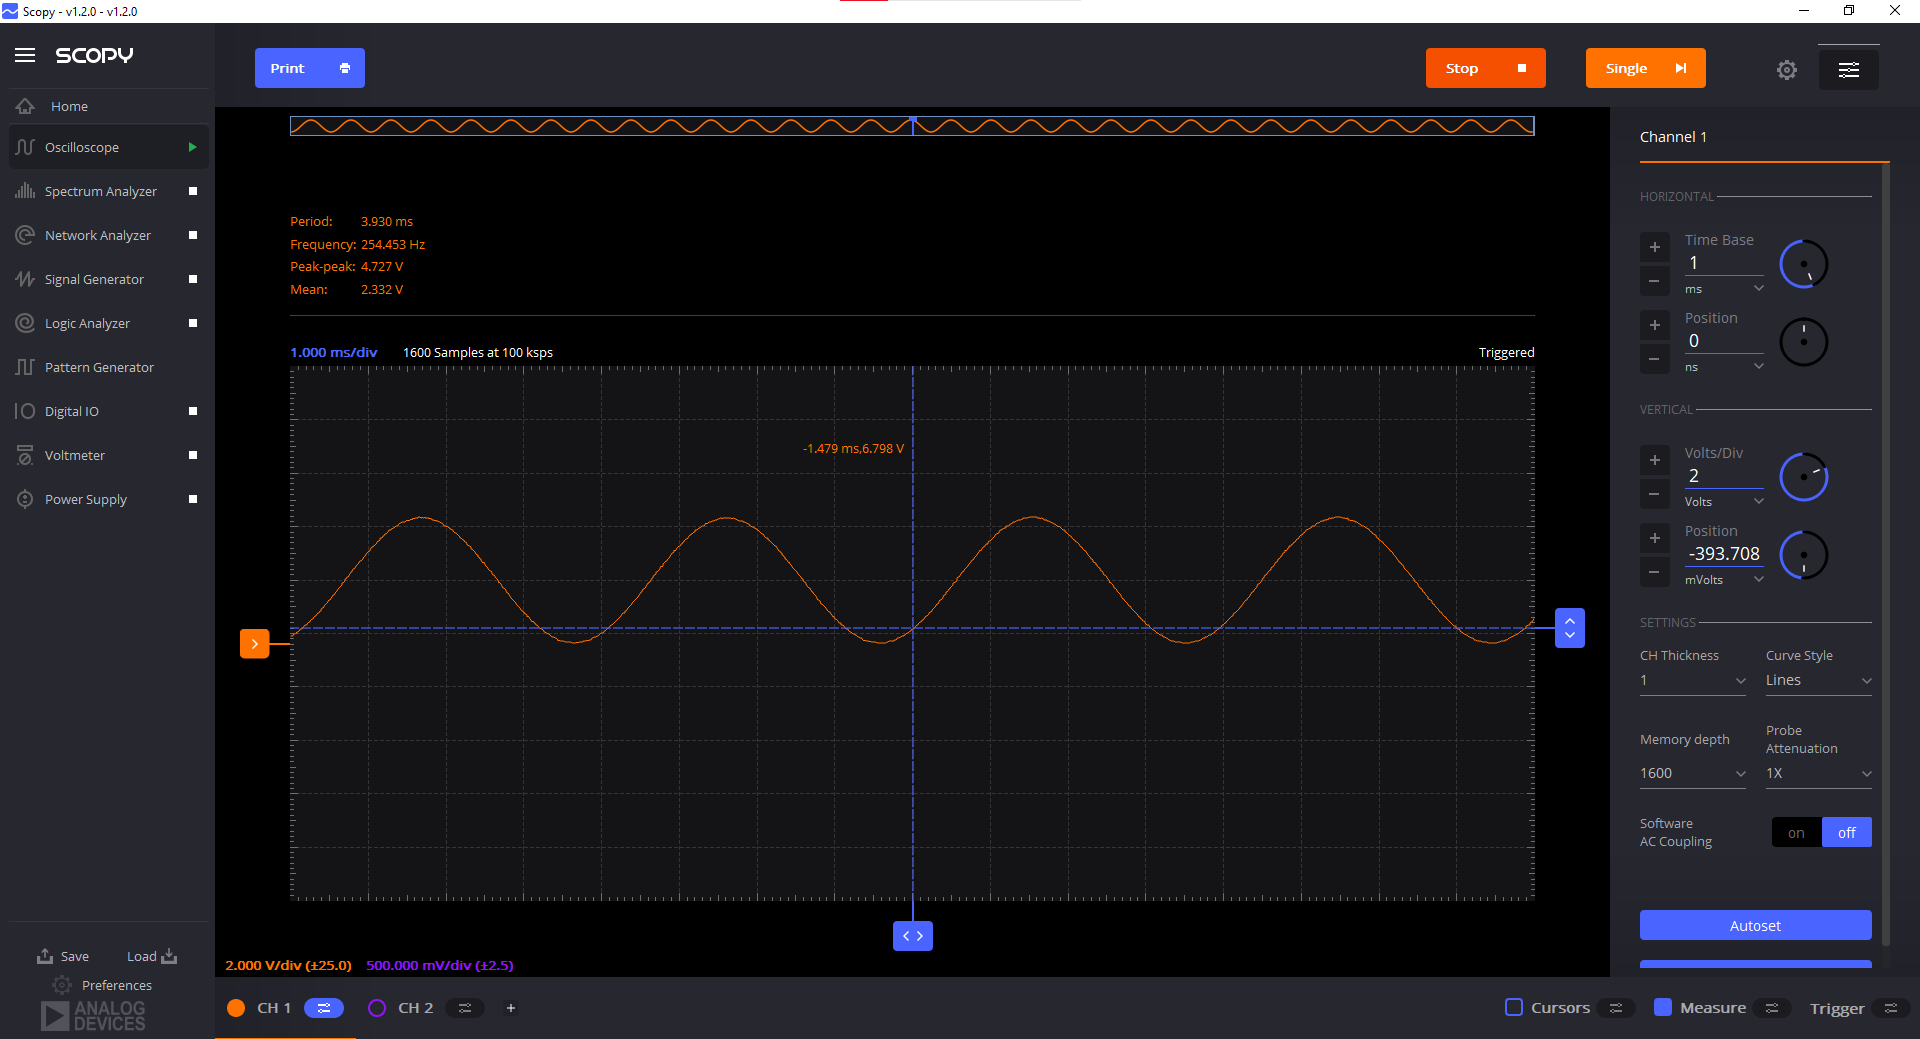 Scopy - v1.2.0 - v1.2.0
SCOPY
Print
Stop
Single
Home
Oscilloscope
Spectrum Analyzer
Network Analyzer
Signal Generator
Logic Analyzer
Pattern Generator
Digital IO
Voltmeter
Power Supply
Save
Load
Preferences
ANALOG
DEVICES
Period: 3.930 ms
Frequency: 254.453 Hz
Peak-peak: 4.727 V
Mean: 2.332 V
1.000 ms/div 1600 Samples at 100 ksps Triggered
-1.479 ms,6.798 V
2.000 V/div (±25.0) 500.000 mV/div (±2.5)
CH 1
CH 2
+
Cursors
Measure
Trigger
Channel 1
HORIZONTAL
Time Base
+
1
-
ms
Position
+
0
-
ns
VERTICAL
Volts/Div
+
2
-
Volts
Position
+
-393.708
-
mVolts
SETTINGS
CH Thickness Curve Style
1 Lines
Memory depth
Probe
Attenuation
1600 1X
Software
AC Coupling
on off
Autoset